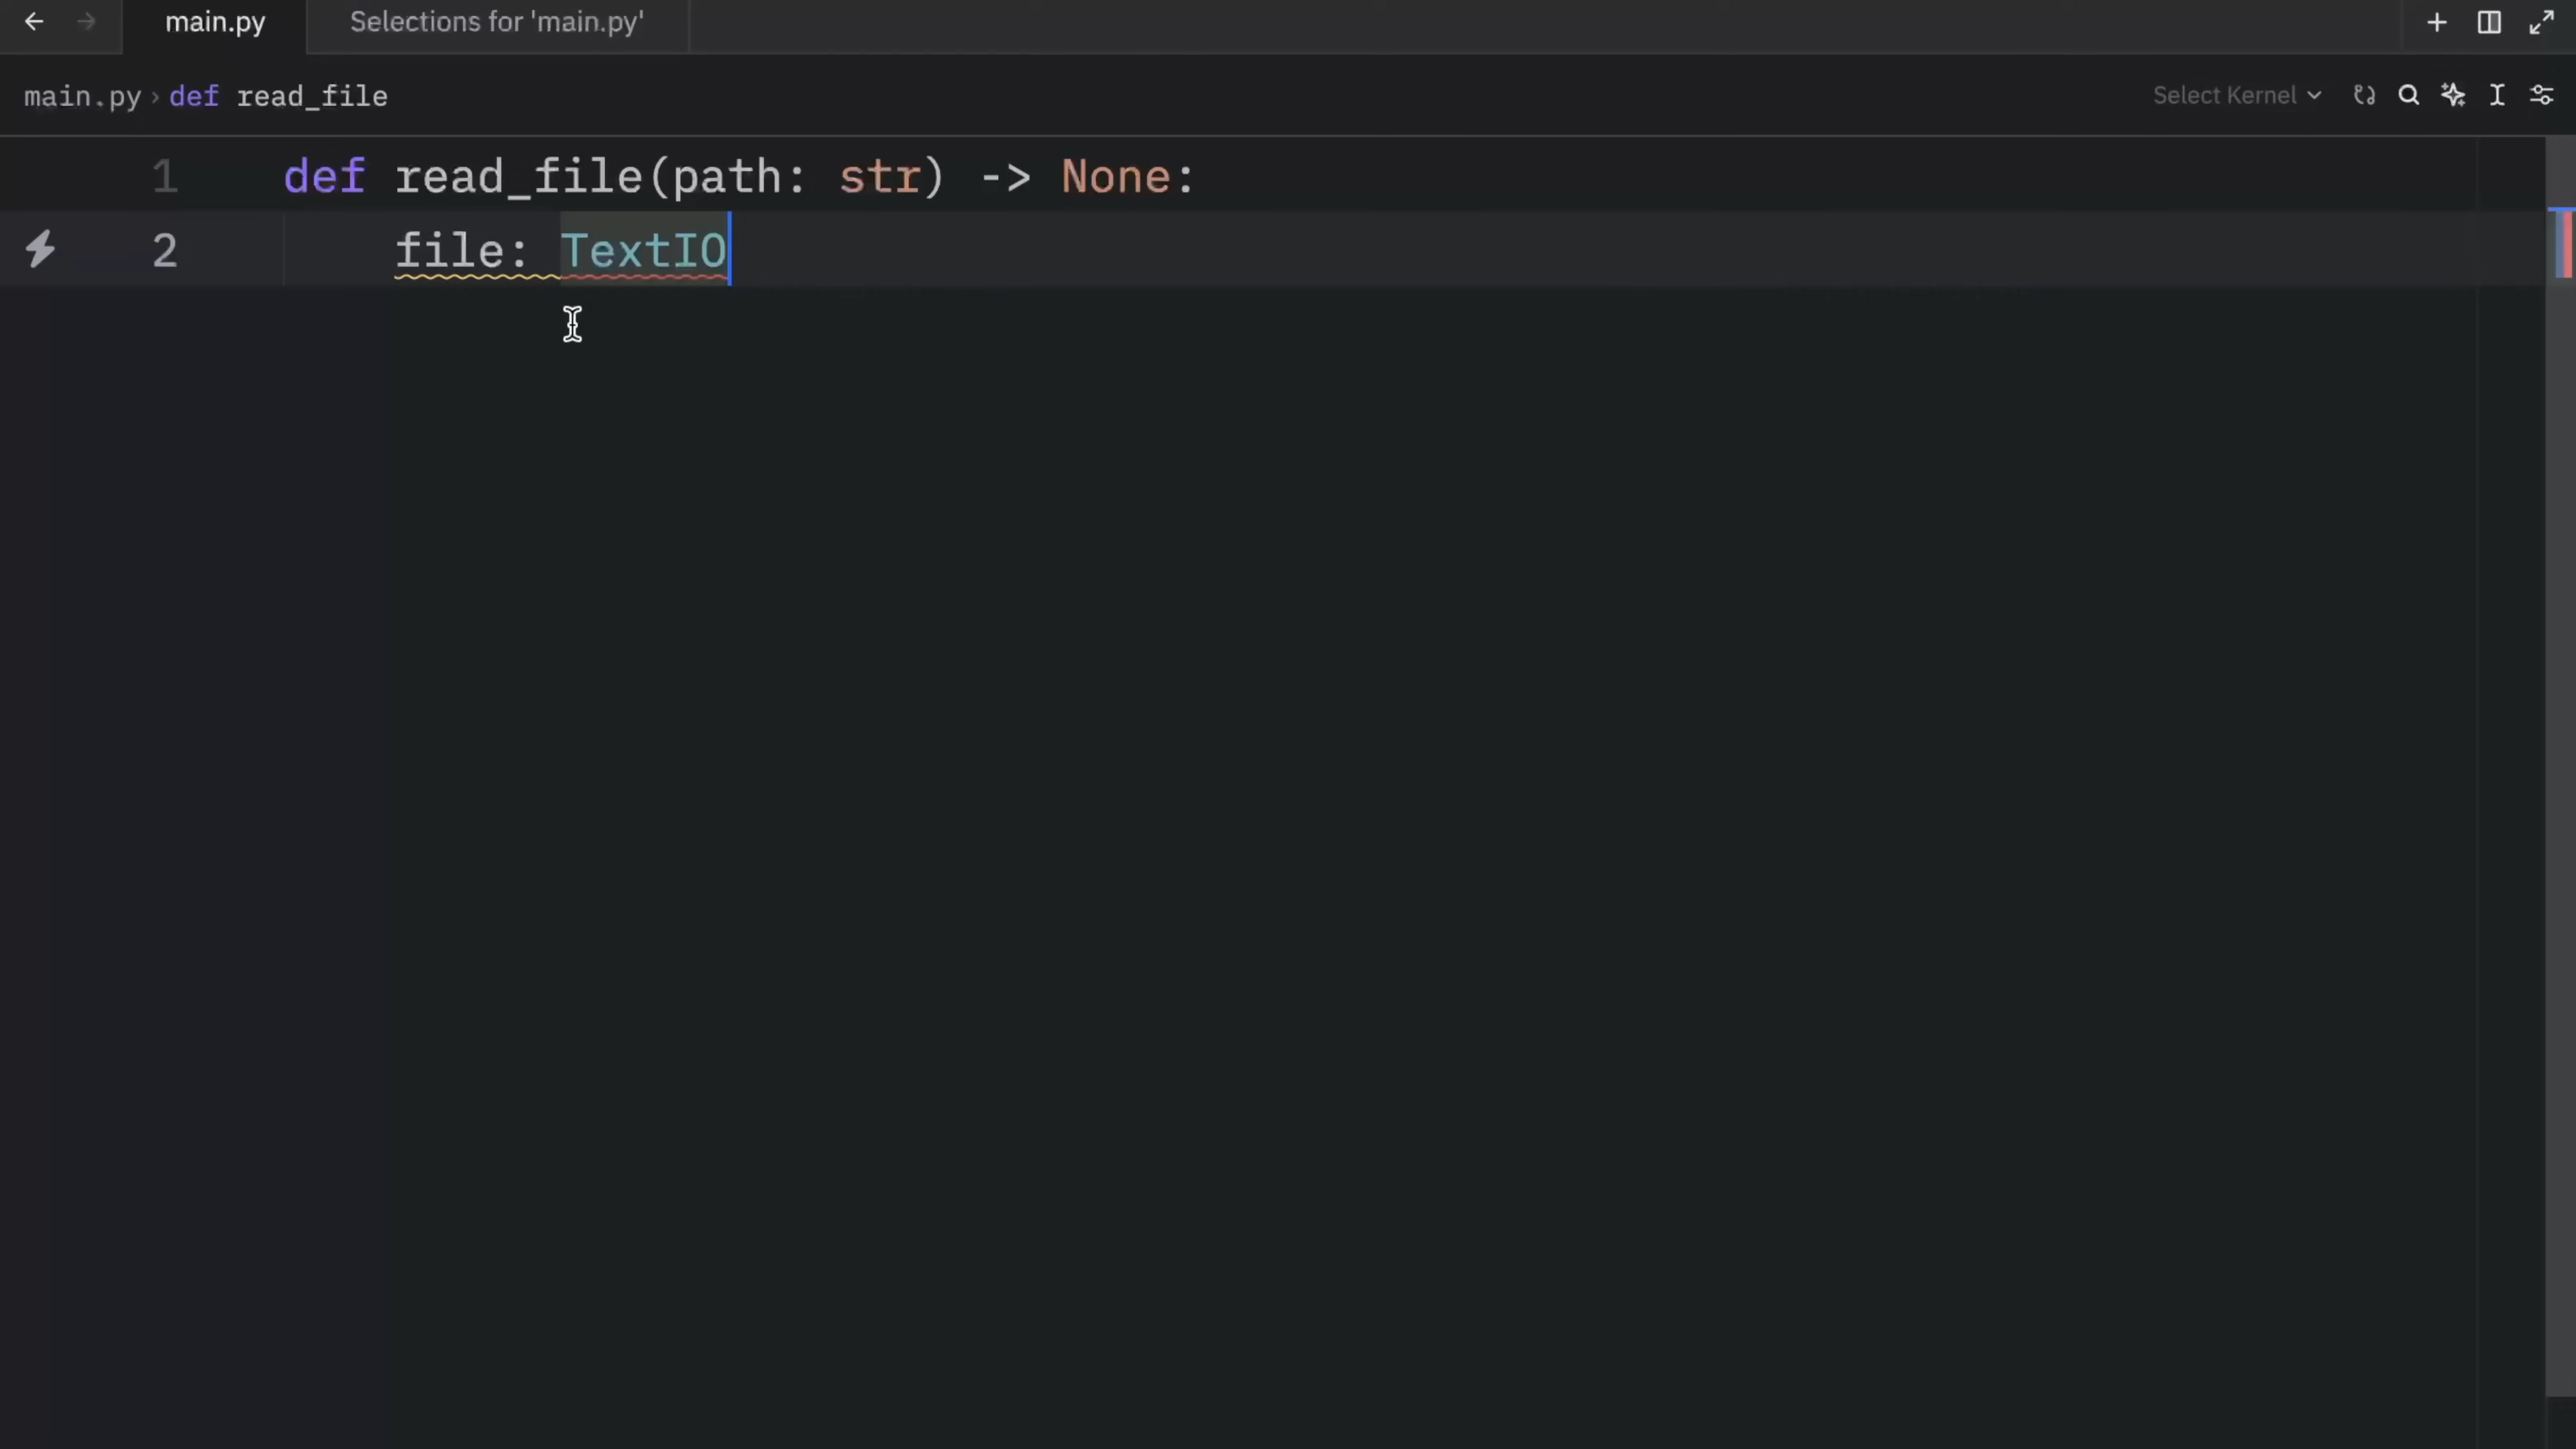 main.py
Selections for 'main.py'
main.py › def read_file
Select Kernel
1 def read_file(path: str) -> None:
2 file: TextIO